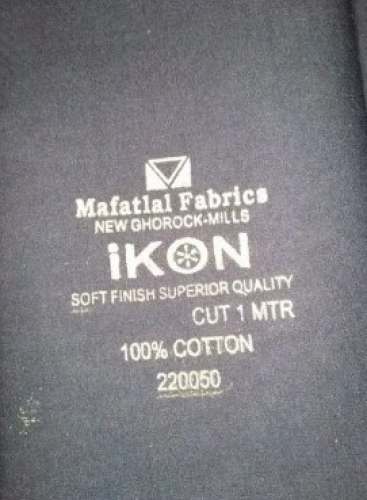 Mafatlal Fabrics
NEW GHOROCK-MILLS
iKON
SOFT FINISH SUPERIOR QUALITY
CUT 1 MTR
100% COTTON
220050